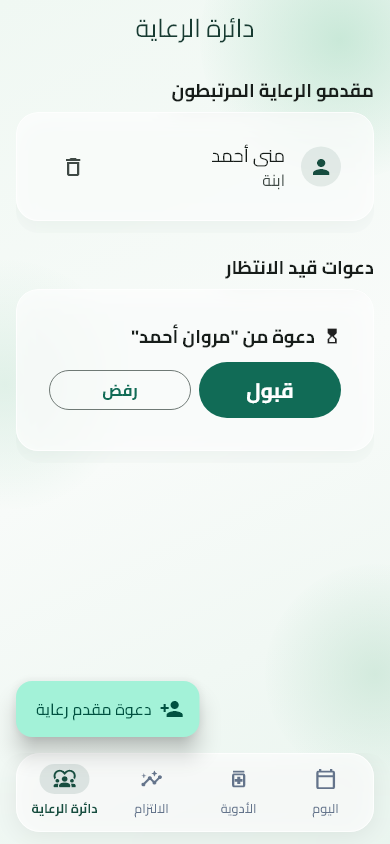 دائرة الرعاية
مقدمو الرعاية المرتبطون
منى أحمد
ابنة
دعوات قيد الانتظار
دعوة من "مروان أحمد"
قبول
رفض
دعوة مقدم رعاية
اليوم
الأدوية
الالتزام
دائرة الرعاية